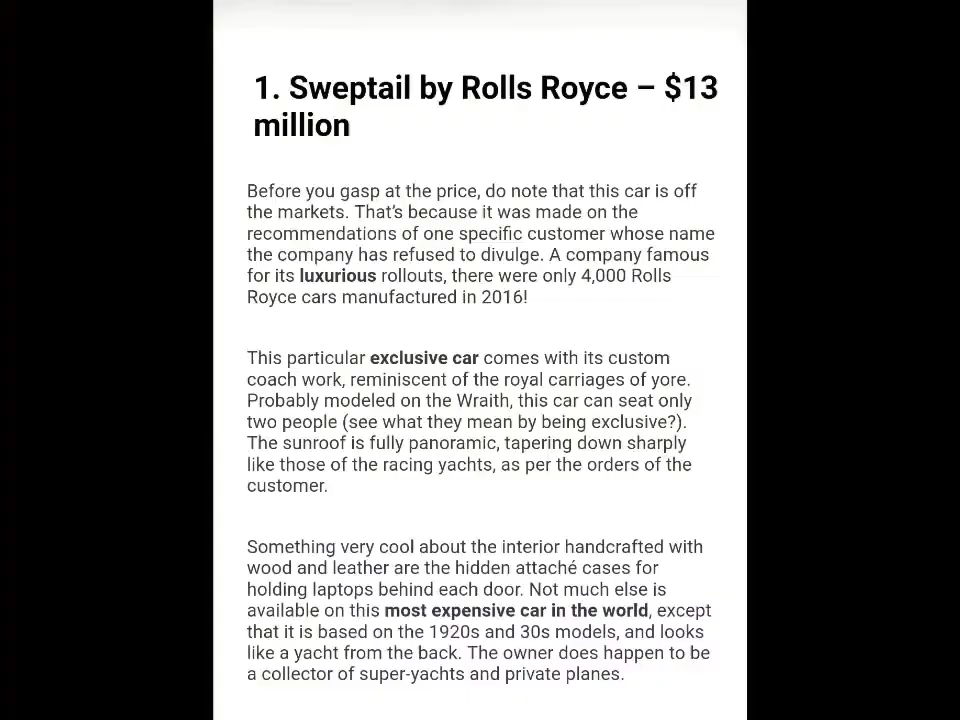 1. Sweptail by Rolls Royce – $13
million
Before you gasp at the price, do note that this car is off
the markets. That's because it was made on the
recommendations of one specific customer whose name
the company has refused to divulge. A company famous
for its luxurious rollouts, there were only 4,000 Rolls
Royce cars manufactured in 2016!
This particular exclusive car comes with its custom
coach work, reminiscent of the royal carriages of yore.
Probably modeled on the Wraith, this car can seat only
two people (see what they mean by being exclusive?).
The sunroof is fully panoramic, tapering down sharply
like those of the racing yachts, as per the orders of the
customer.
Something very cool about the interior handcrafted with
wood and leather are the hidden attaché cases for
holding laptops behind each door. Not much else is
available on this most expensive car in the world, except
that it is based on the 1920s and 30s models, and looks
like a yacht from the back. The owner does happen to be
a collector of super-yachts and private planes.